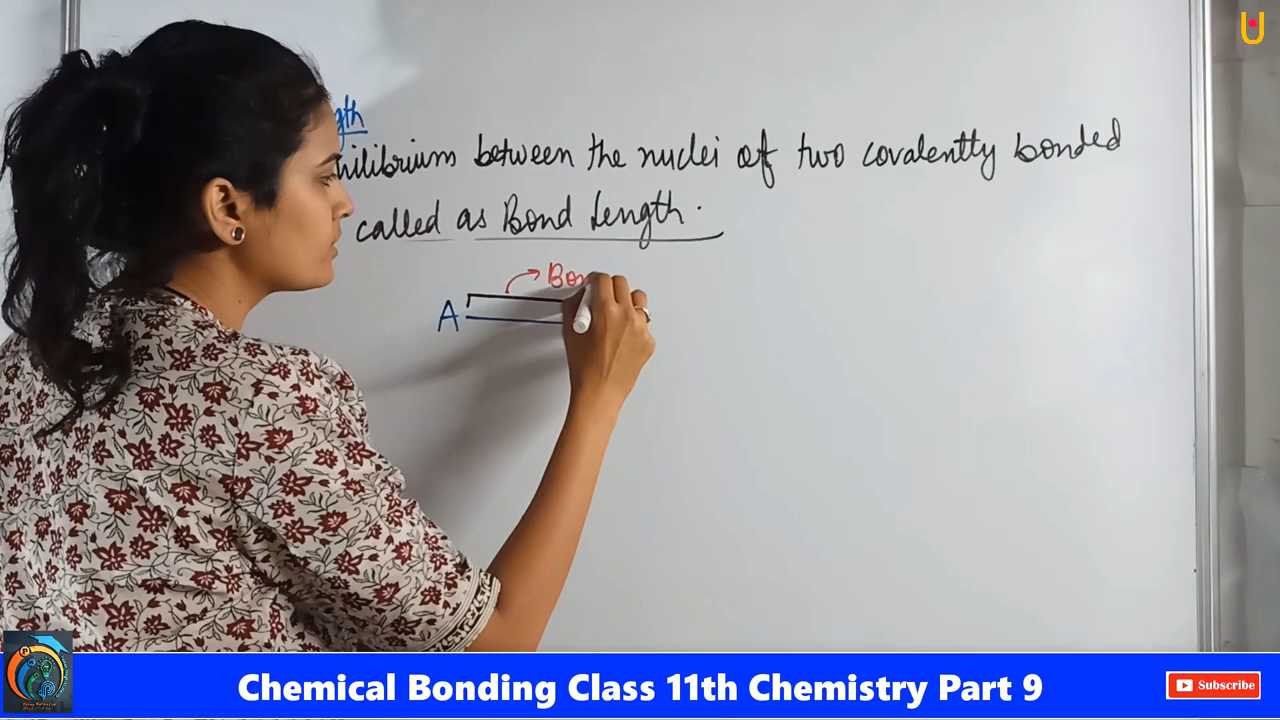 gth
uilibrium between the nuclei of two covalently bonded
called as Bond Length.
Bon
A
Chemical Bonding Class 11th Chemistry Part 9
Subscribe